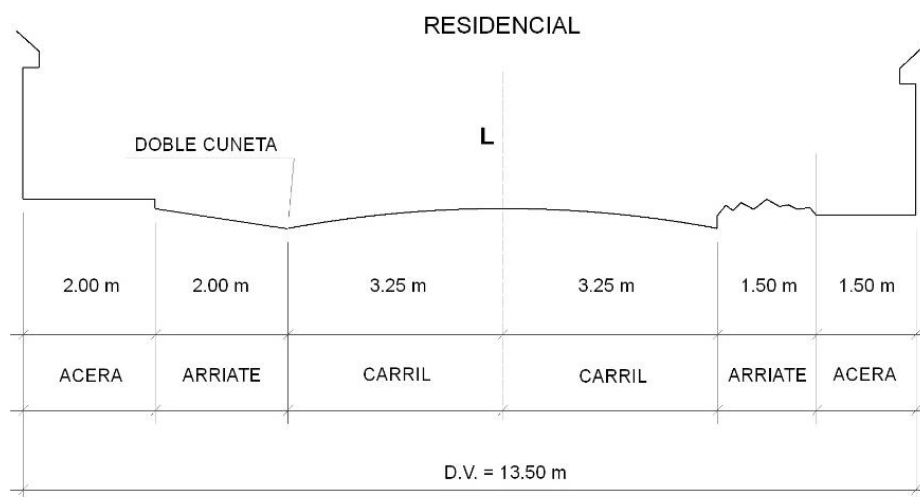 RESIDENCIAL
L
DOBLE CUNETA
2.00 m 2.00 m 3.25 m 3.25 m 1.50 m 1.50 m
ACERA ARRIATE CARRIL CARRIL ARRIATE ACERA
D.V. = 13.50 m